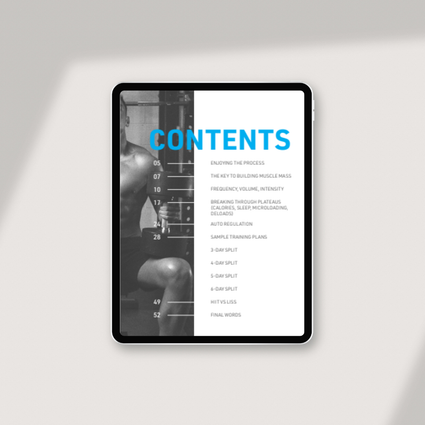 CONTENTS
05 ENJOYING THE PROCESS
07 THE KEY TO BUILDING MUSCLE MASS
10 FREQUENCY, VOLUME, INTENSITY
BREAKING THROUGH PLATEAUS
(CALORIES, SLEEP, MICROLOADING,
DELOADS)
24 AUTO REGULATION
28 SAMPLE TRAINING PLANS
3-DAY SPLIT
4-DAY SPLIT
5-DAY SPLIT
6-DAY SPLIT
49 HIIT VS LISS
52 FINAL WORDS